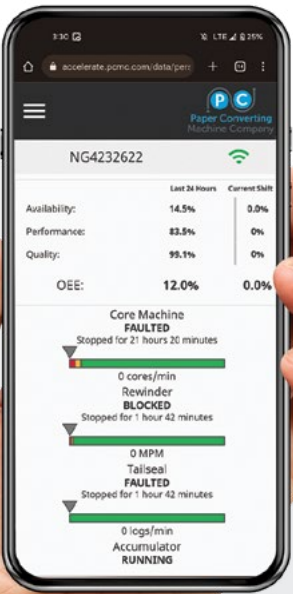 3:30 LTE 25%
accelerate.pcmc.com/data/pers
PC
Paper Converting
Machine Company
NG4232622
Last 24 Hours Current Shift
Availability: 14.5% 0.0%
Performance: 83.5% 0%
Quality: 99.1% 0%
OEE: 12.0% 0.0%
Core Machine
FAULTED
Stopped for 21 hours 20 minutes
0 cores/min
Rewinder
BLOCKED
Stopped for 1 hour 42 minutes
0 MPM
Tailseal
FAULTED
Stopped for 1 hour 42 minutes
0 logs/min
Accumulator
RUNNING